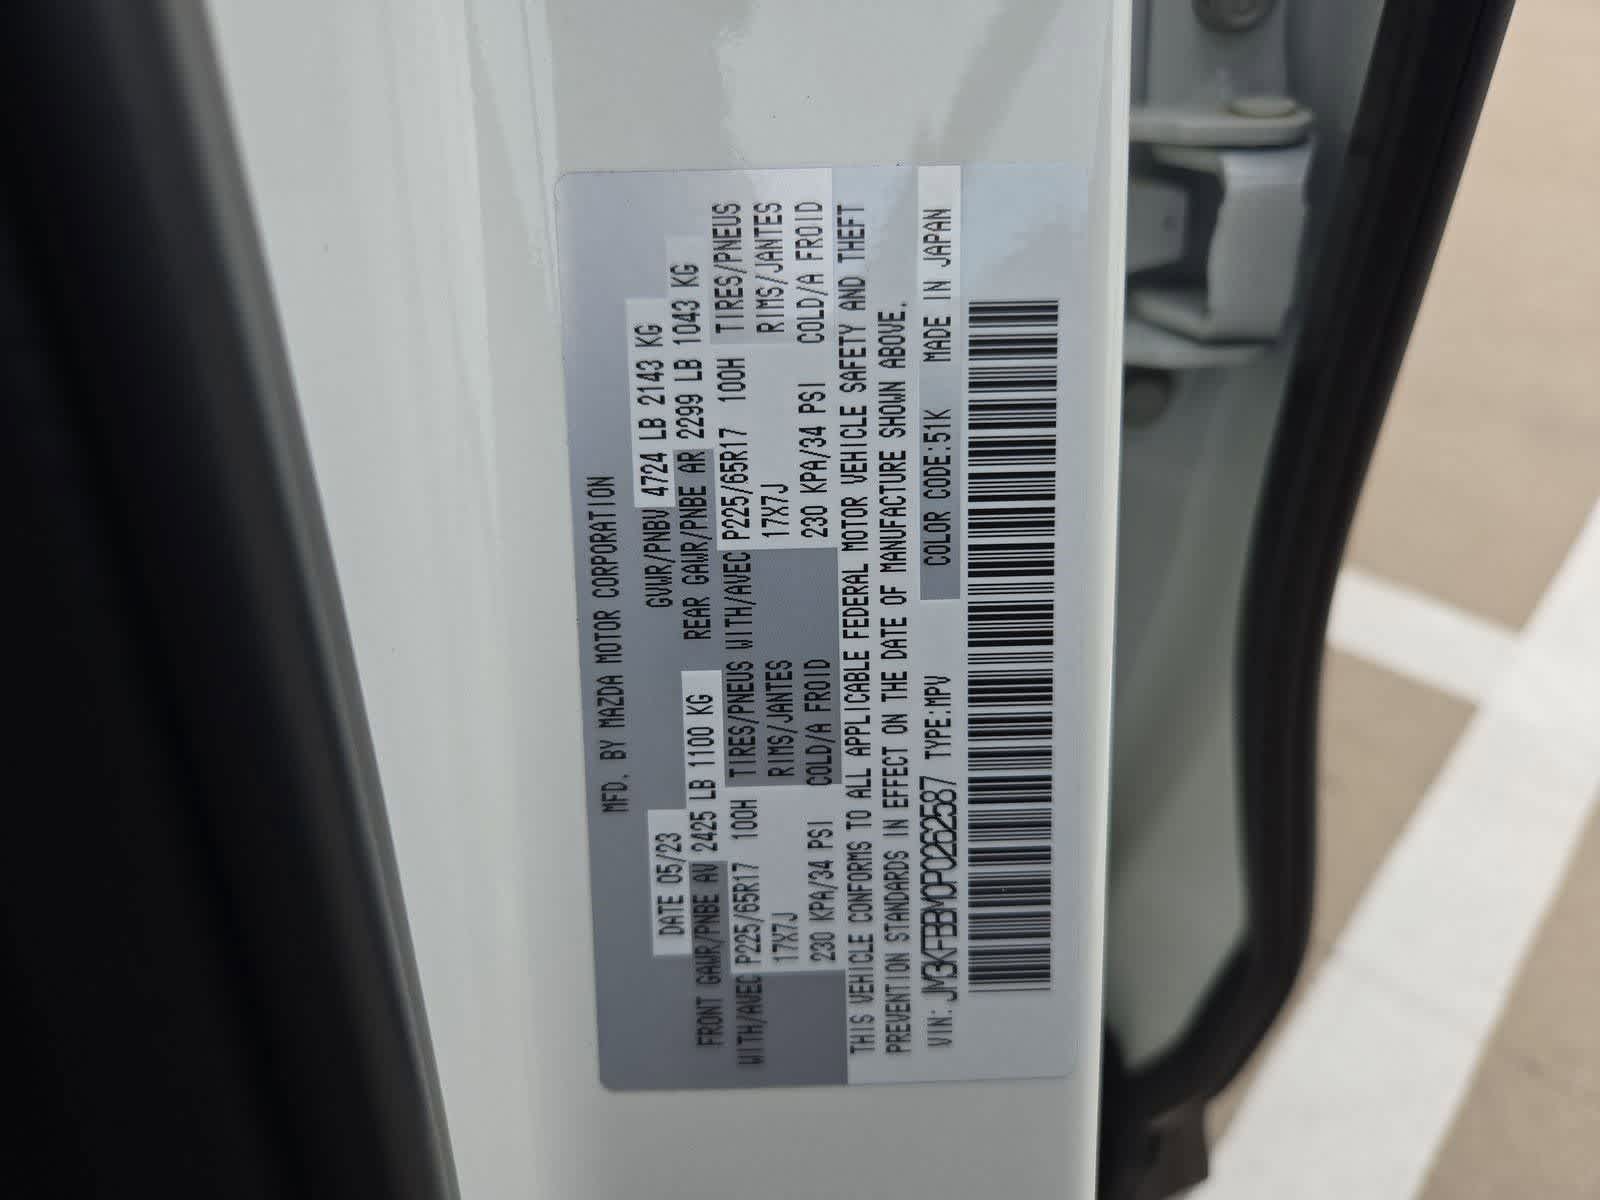 MFD. BY MAZDA MOTOR CORPORATION
DATE 05/23 GVWR/PNBV 4724 LB 2143 KG
FRONT GAWR/PNBE AV 2425 LB 1100 KG REAR GAWR/PNBE AR 2299 LB 1043 KG
WITH/AVEC P225/65R17 100H TIRES/PNEUS WITH/AVEC P225/65R17 100H TIRES/PNEUS
17X7J RIMS/JANTES 17X7J RIMS/JANTES
230 KPA/34 PSI COLD/A FROID 230 KPA/34 PSI COLD/A FROID
THIS VEHICLE CONFORMS TO ALL APPLICABLE FEDERAL MOTOR VEHICLE SAFETY AND THEFT
PREVENTION STANDARDS IN EFFECT ON THE DATE OF MANUFACTURE SHOWN ABOVE.
VIN: JM3KFBBM0P0262587 TYPE:MPV COLOR CODE:51K MADE IN JAPAN